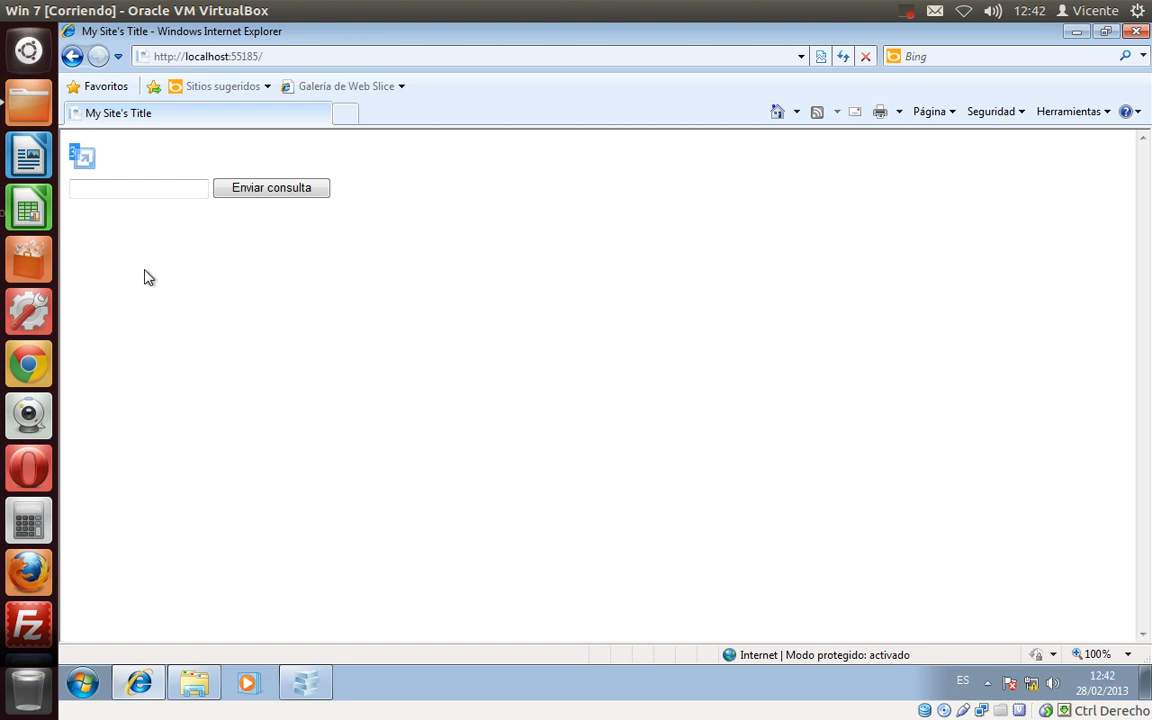 Win 7 [Corriendo] - Oracle VM VirtualBox
12:42
Vicente
My Site's Title - Windows Internet Explorer
http://localhost:55185/
Bing
Favoritos
Sitios sugeridos
Galería de Web Slice
My Site's Title
Página
Seguridad
Herramientas
Enviar consulta
Internet | Modo protegido: activado
100%
ES
12:42
28/02/2013
Ctrl Derecho